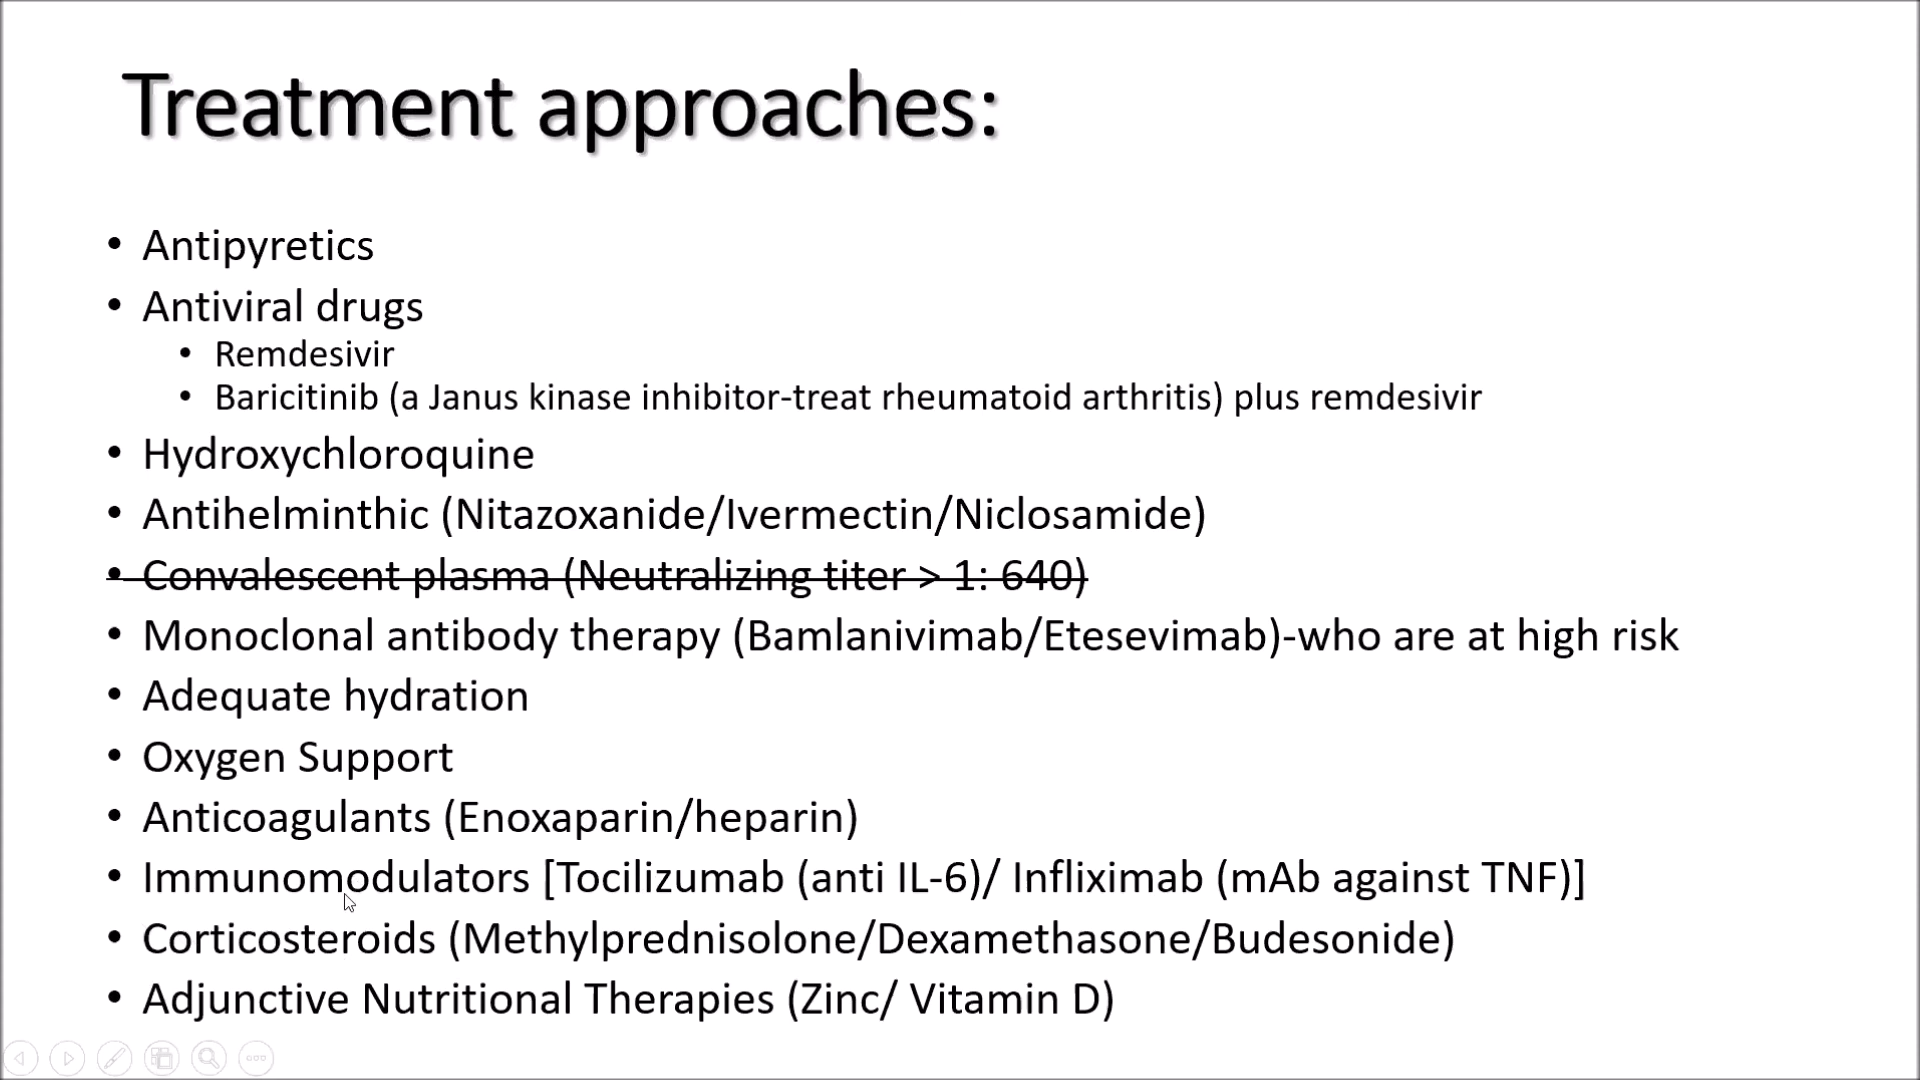 Treatment approaches:
• Antipyretics
• Antiviral drugs
• Remdesivir
• Baricitinib (a Janus kinase inhibitor-treat rheumatoid arthritis) plus remdesivir
• Hydroxychloroquine
• Antihelminthic (Nitazoxanide/Ivermectin/Niclosamide)
• Convalescent plasma (Neutralizing titer > 1: 640)
• Monoclonal antibody therapy (Bamlanivimab/Etesevimab)-who are at high risk
• Adequate hydration
• Oxygen Support
• Anticoagulants (Enoxaparin/heparin)
• Immunomodulators [Tocilizumab (anti IL-6)/ Infliximab (mAb against TNF)]
• Corticosteroids (Methylprednisolone/Dexamethasone/Budesonide)
• Adjunctive Nutritional Therapies (Zinc/ Vitamin D)